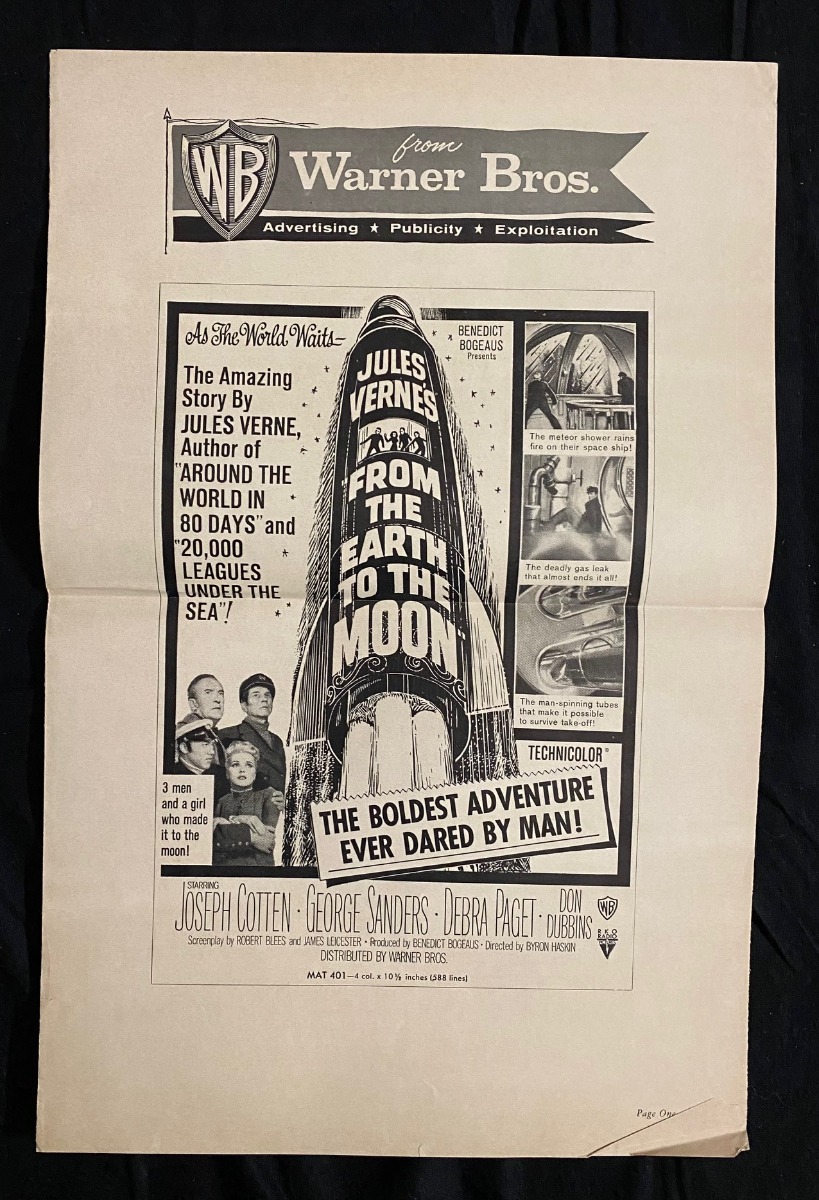 WB
from
Warner Bros.
Advertising ★ Publicity ★ Exploitation
As The World Waits—
The Amazing
Story By
JULES VERNE,
Author of
"AROUND THE
WORLD IN
80 DAYS" and
"20,000
LEAGUES
UNDER THE
SEA"!
BENEDICT
BOGEAUS
Presents
JULES
VERNE'S
"FROM
THE
EARTH
TO THE
MOON"
The meteor shower rains
fire on their space ship!
The deadly gas leak
that almost ends it all!
The man-spinning tubes
that make it possible
to survive take-off!
3 men
and a girl
who made
it to the
moon!
TECHNICOLOR®
THE BOLDEST ADVENTURE
EVER DARED BY MAN!
STARRING
JOSEPH COTTEN · GEORGE SANDERS · DEBRA PAGET · DON DUBBINS
WB
RKO
RADIO
Screenplay by ROBERT BLEES and JAMES LEICESTER • Produced by BENEDICT BOGEAUS • Directed by BYRON HASKIN
DISTRIBUTED BY WARNER BROS.
MAT 401—4 col. x 10½ inches (588 lines)
Page One